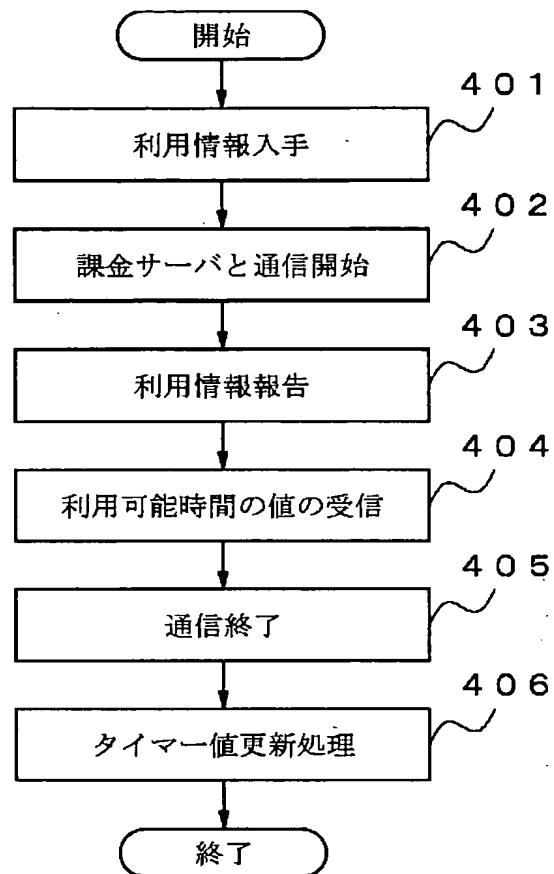 開始
401
利用情報入手
402
課金サーバと通信開始
403
利用情報報告
404
利用可能時間の値の受信
405
通信終了
406
タイマー値更新処理
終了